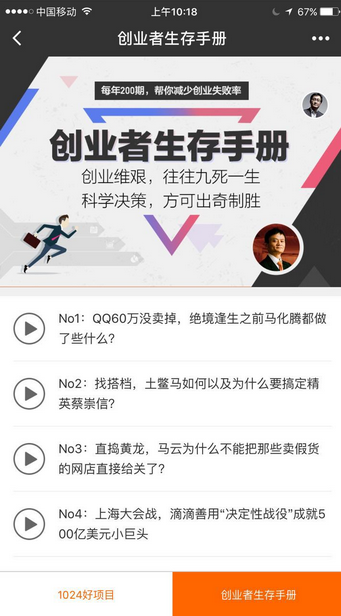 中国移动
上午10:18
67%
创业者生存手册
每年200期，帮你减少创业失败率
创业者生存手册
创业维艰，往往九死一生
科学决策，方可出奇制胜
No1：QQ60万没卖掉，绝境逢生之前马化腾都做
了些什么？
No2：找搭档，土鳖马如何以及为什么要搞定精
英蔡崇信？
No3：直捣黄龙，马云为什么不能把那些卖假货
的网店直接给关了？
No4：上海大会战，滴滴善用“决定性战役”成就5
00亿美元小巨头
1024好项目
创业者生存手册